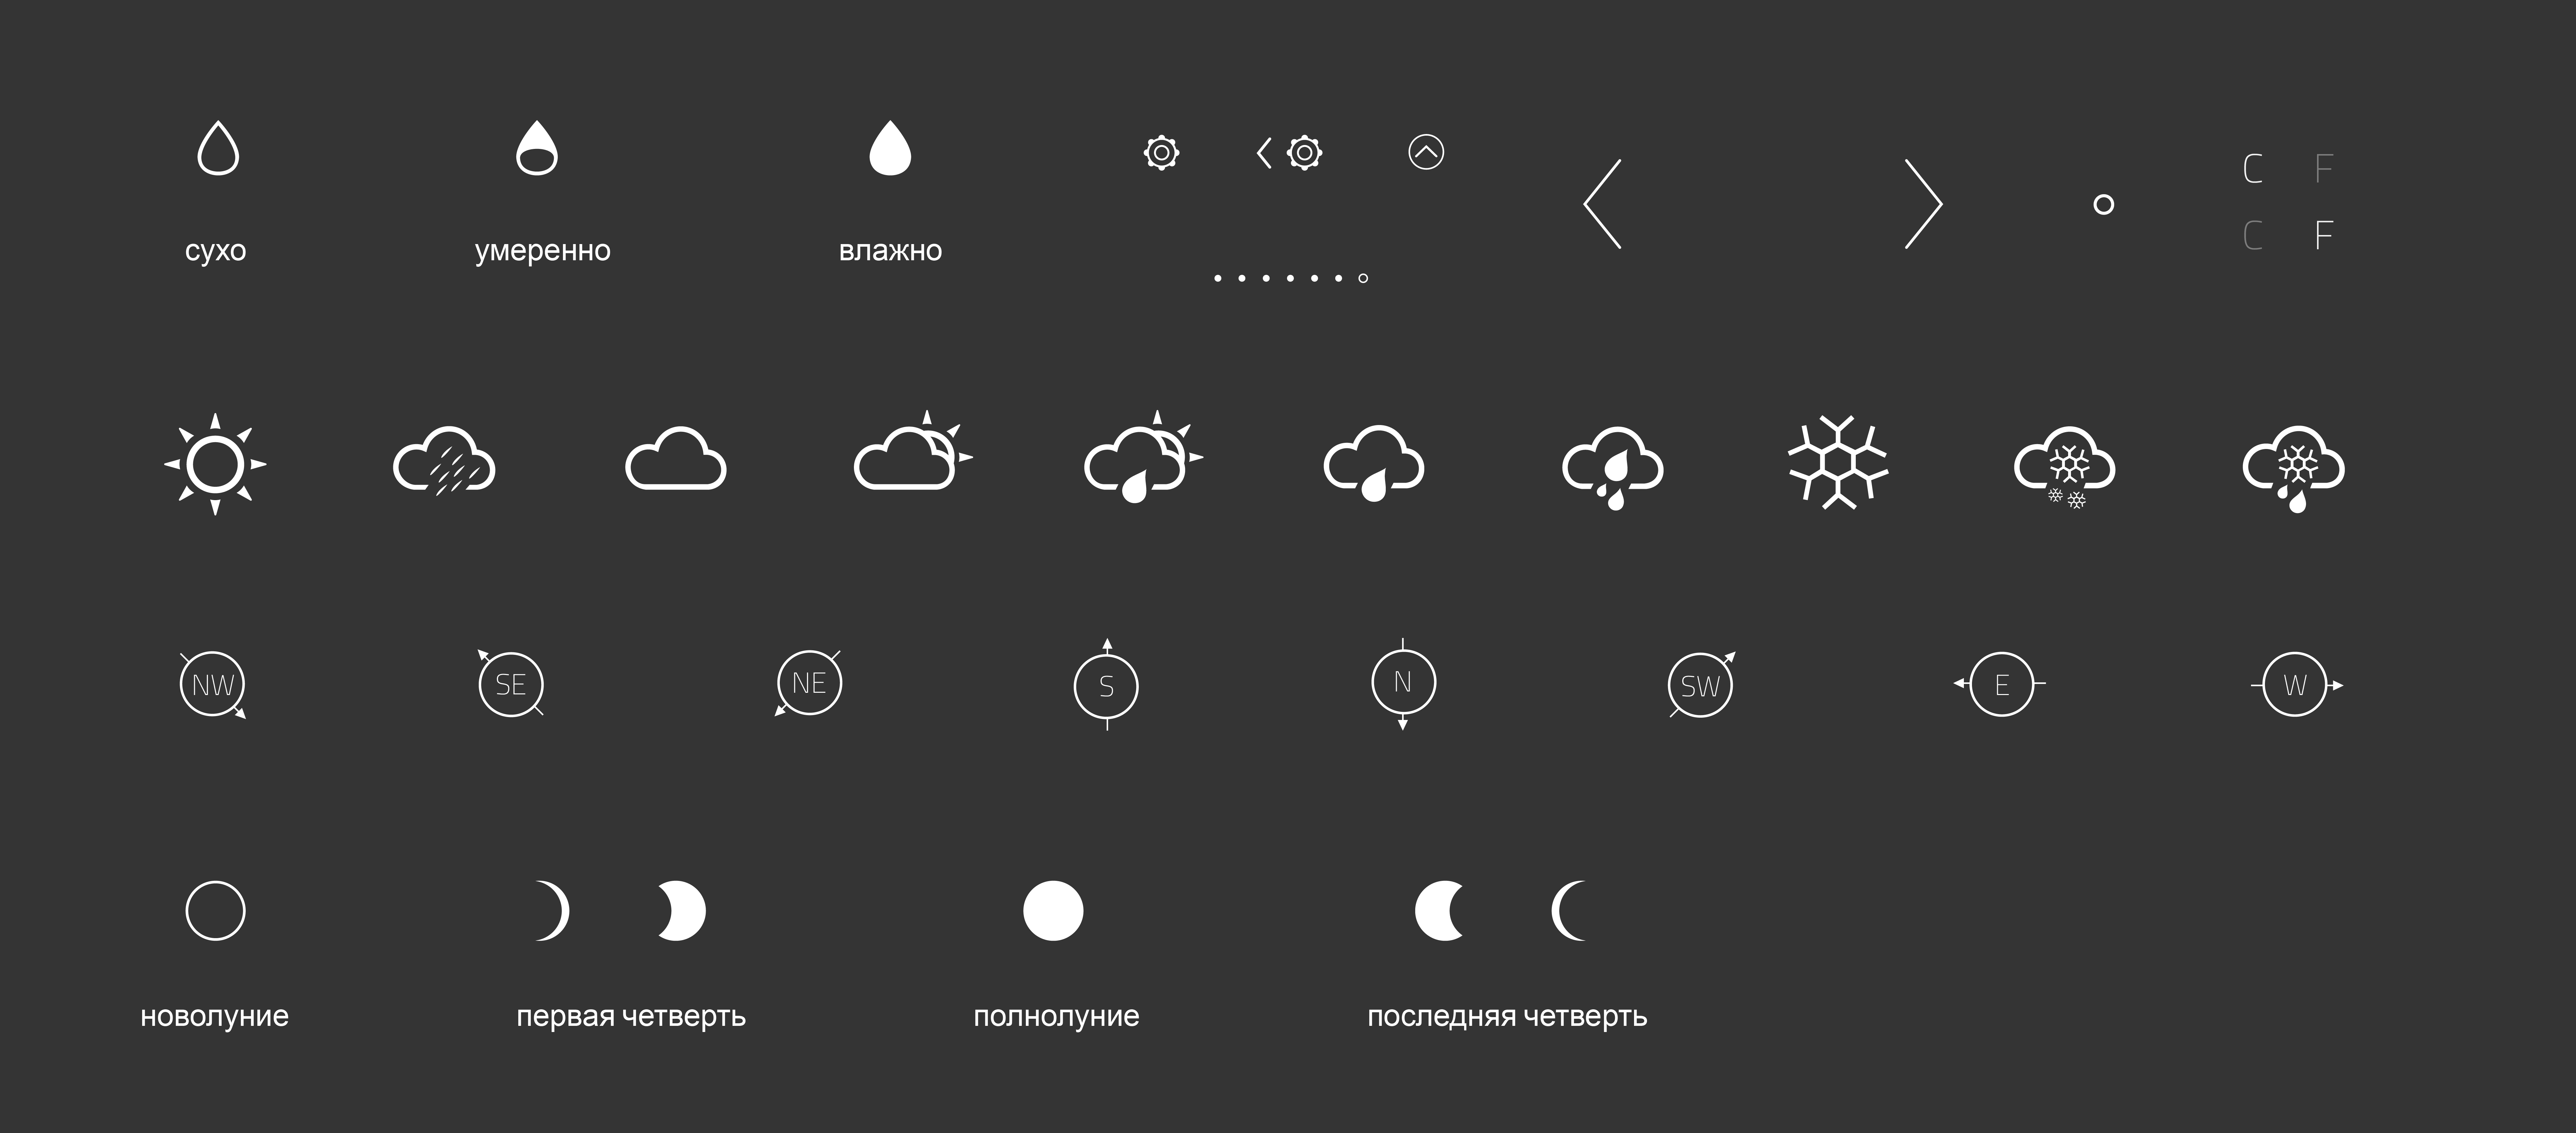 C F
C F
сухо умеренно влажно
NW SE NE S N SW E W
новолуние первая четверть полнолуние последняя четверть